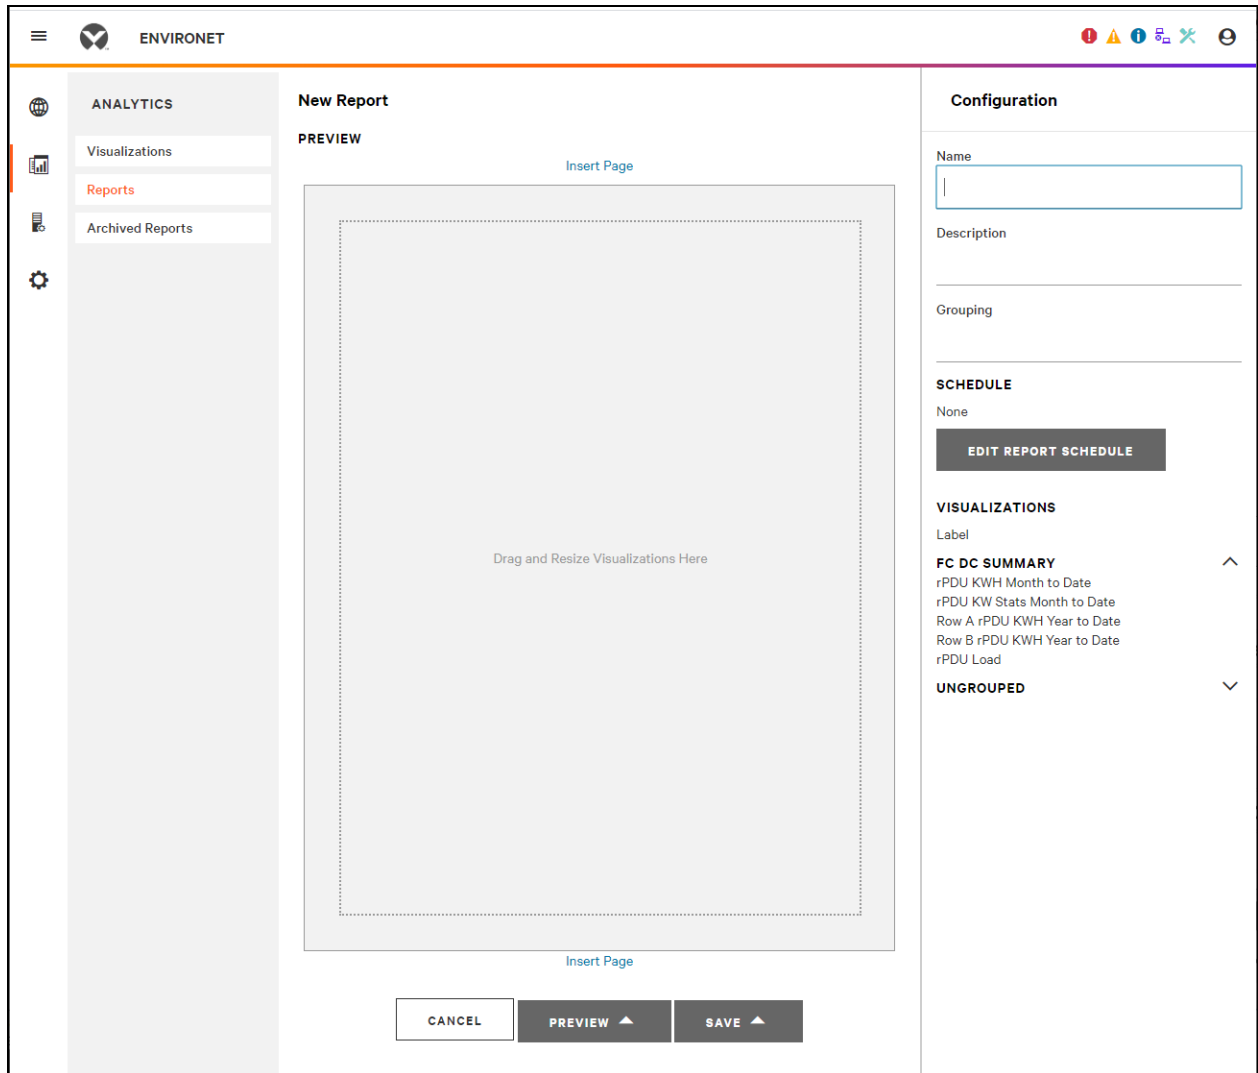 ENVIRONET
ANALYTICS
Visualizations
Reports
Archived Reports
New Report
PREVIEW
Insert Page
Drag and Resize Visualizations Here
Insert Page
CANCEL
PREVIEW
SAVE
Configuration
Name
Description
Grouping
SCHEDULE
None
EDIT REPORT SCHEDULE
VISUALIZATIONS
Label
FC DC SUMMARY
rPDU KWH Month to Date
rPDU KW Stats Month to Date
Row A rPDU KWH Year to Date
Row B rPDU KWH Year to Date
rPDU Load
UNGROUPED